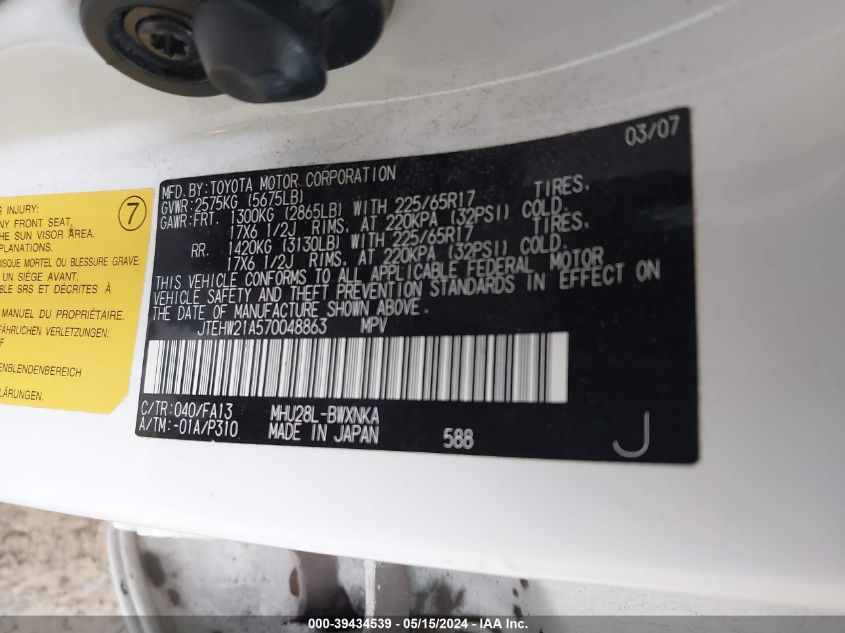 03/07
MFD. BY: TOYOTA MOTOR CORPORATION
GVWR: 2575KG (5675LB)
GAWR: FRT. 1300KG (2865LB) WITH 225/65R17 TIRES,
17X6 1/2J RIMS, AT 220KPA (32PSI) COLD.
RR. 1420KG (3130LB) WITH 225/65R17 TIRES,
17X6 1/2J RIMS, AT 220KPA (32PSI) COLD.
THIS VEHICLE CONFORMS TO ALL APPLICABLE FEDERAL MOTOR
VEHICLE SAFETY AND THEFT PREVENTION STANDARDS IN EFFECT ON
THE DATE OF MANUFACTURE SHOWN ABOVE.
JTEHW21A570048863 MPV
C/TR: 040/FA13 MHU28L-BWXNKA
A/TM: -01A/P310 MADE IN JAPAN 588 J
7
INJURY:
FRONT SEAT,
SUN VISOR AREA.
MORTEL OU BLESSURE GRAVE:
UN SIÈGE AVANT.
SRS ET DÉCRITES À
MANUEL DU PROPRIÉTAIRE.
VERLETZUNGEN:
000-39434539 - 05/15/2024 - IAA Inc.